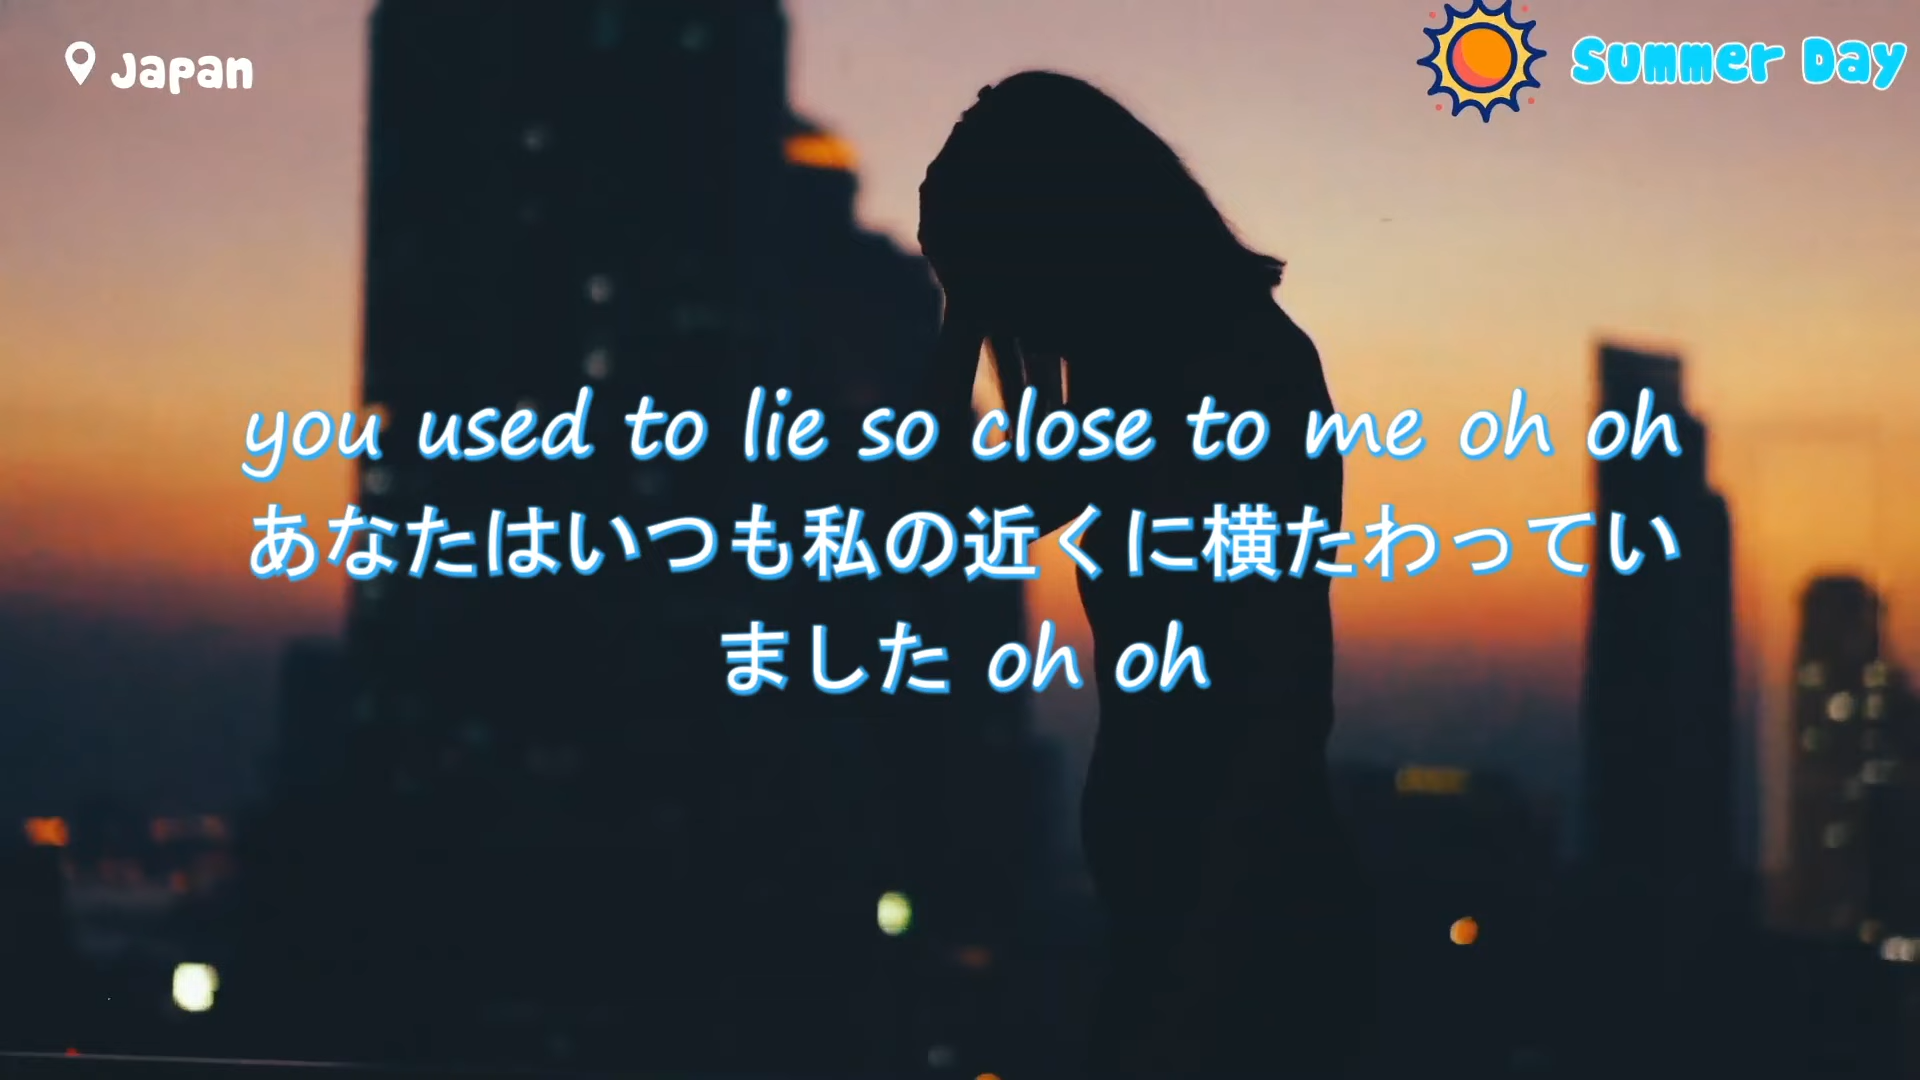 Japan
Summer Day
you used to lie so close to me oh oh
あなたはいつも私の近くに横たわってい
ました oh oh